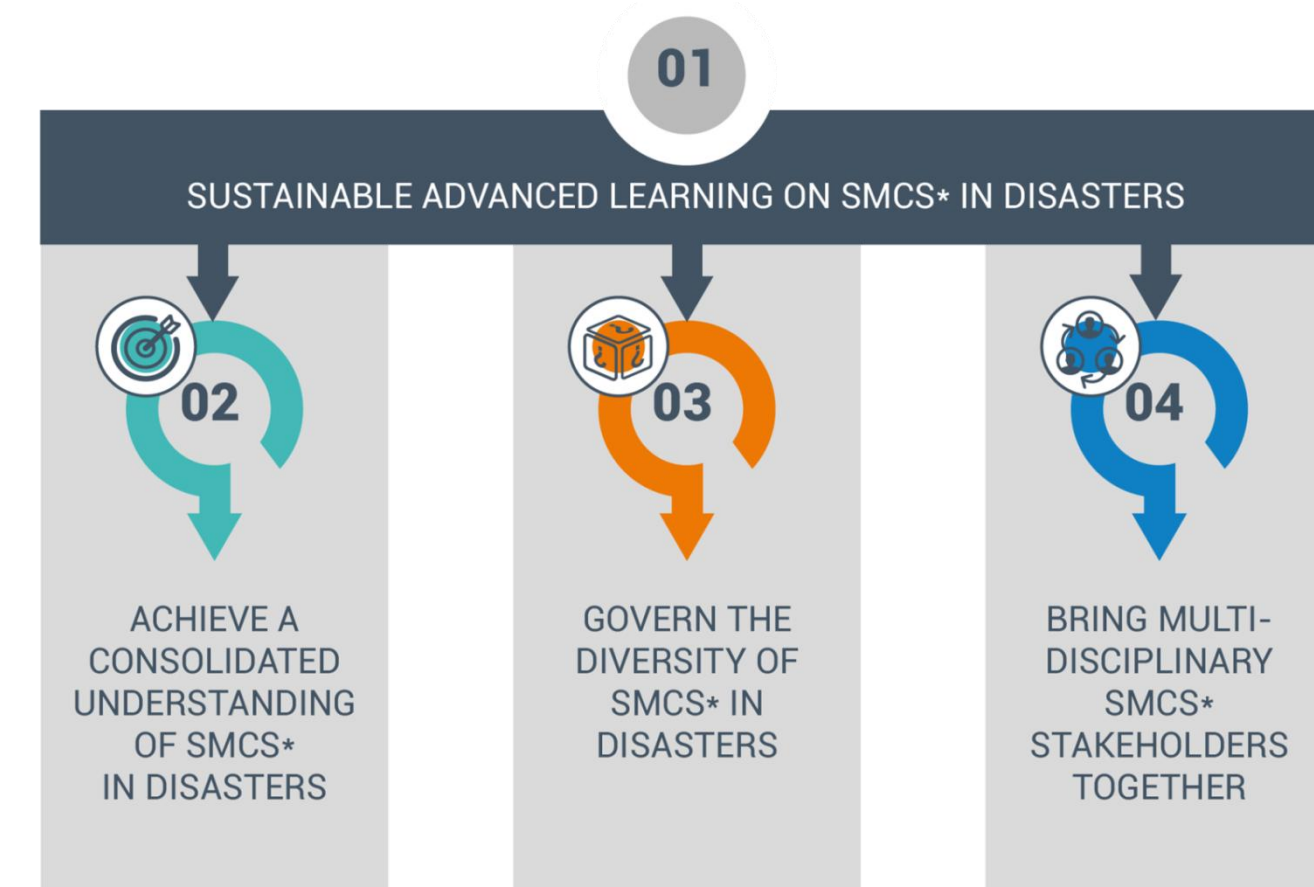 01
SUSTAINABLE ADVANCED LEARNING ON SMCS* IN DISASTERS
02
ACHIEVE A
CONSOLIDATED
UNDERSTANDING
OF SMCS*
IN DISASTERS
03
GOVERN THE
DIVERSITY OF
SMCS* IN
DISASTERS
04
BRING MULTI-
DISCIPLINARY
SMCS*
STAKEHOLDERS
TOGETHER